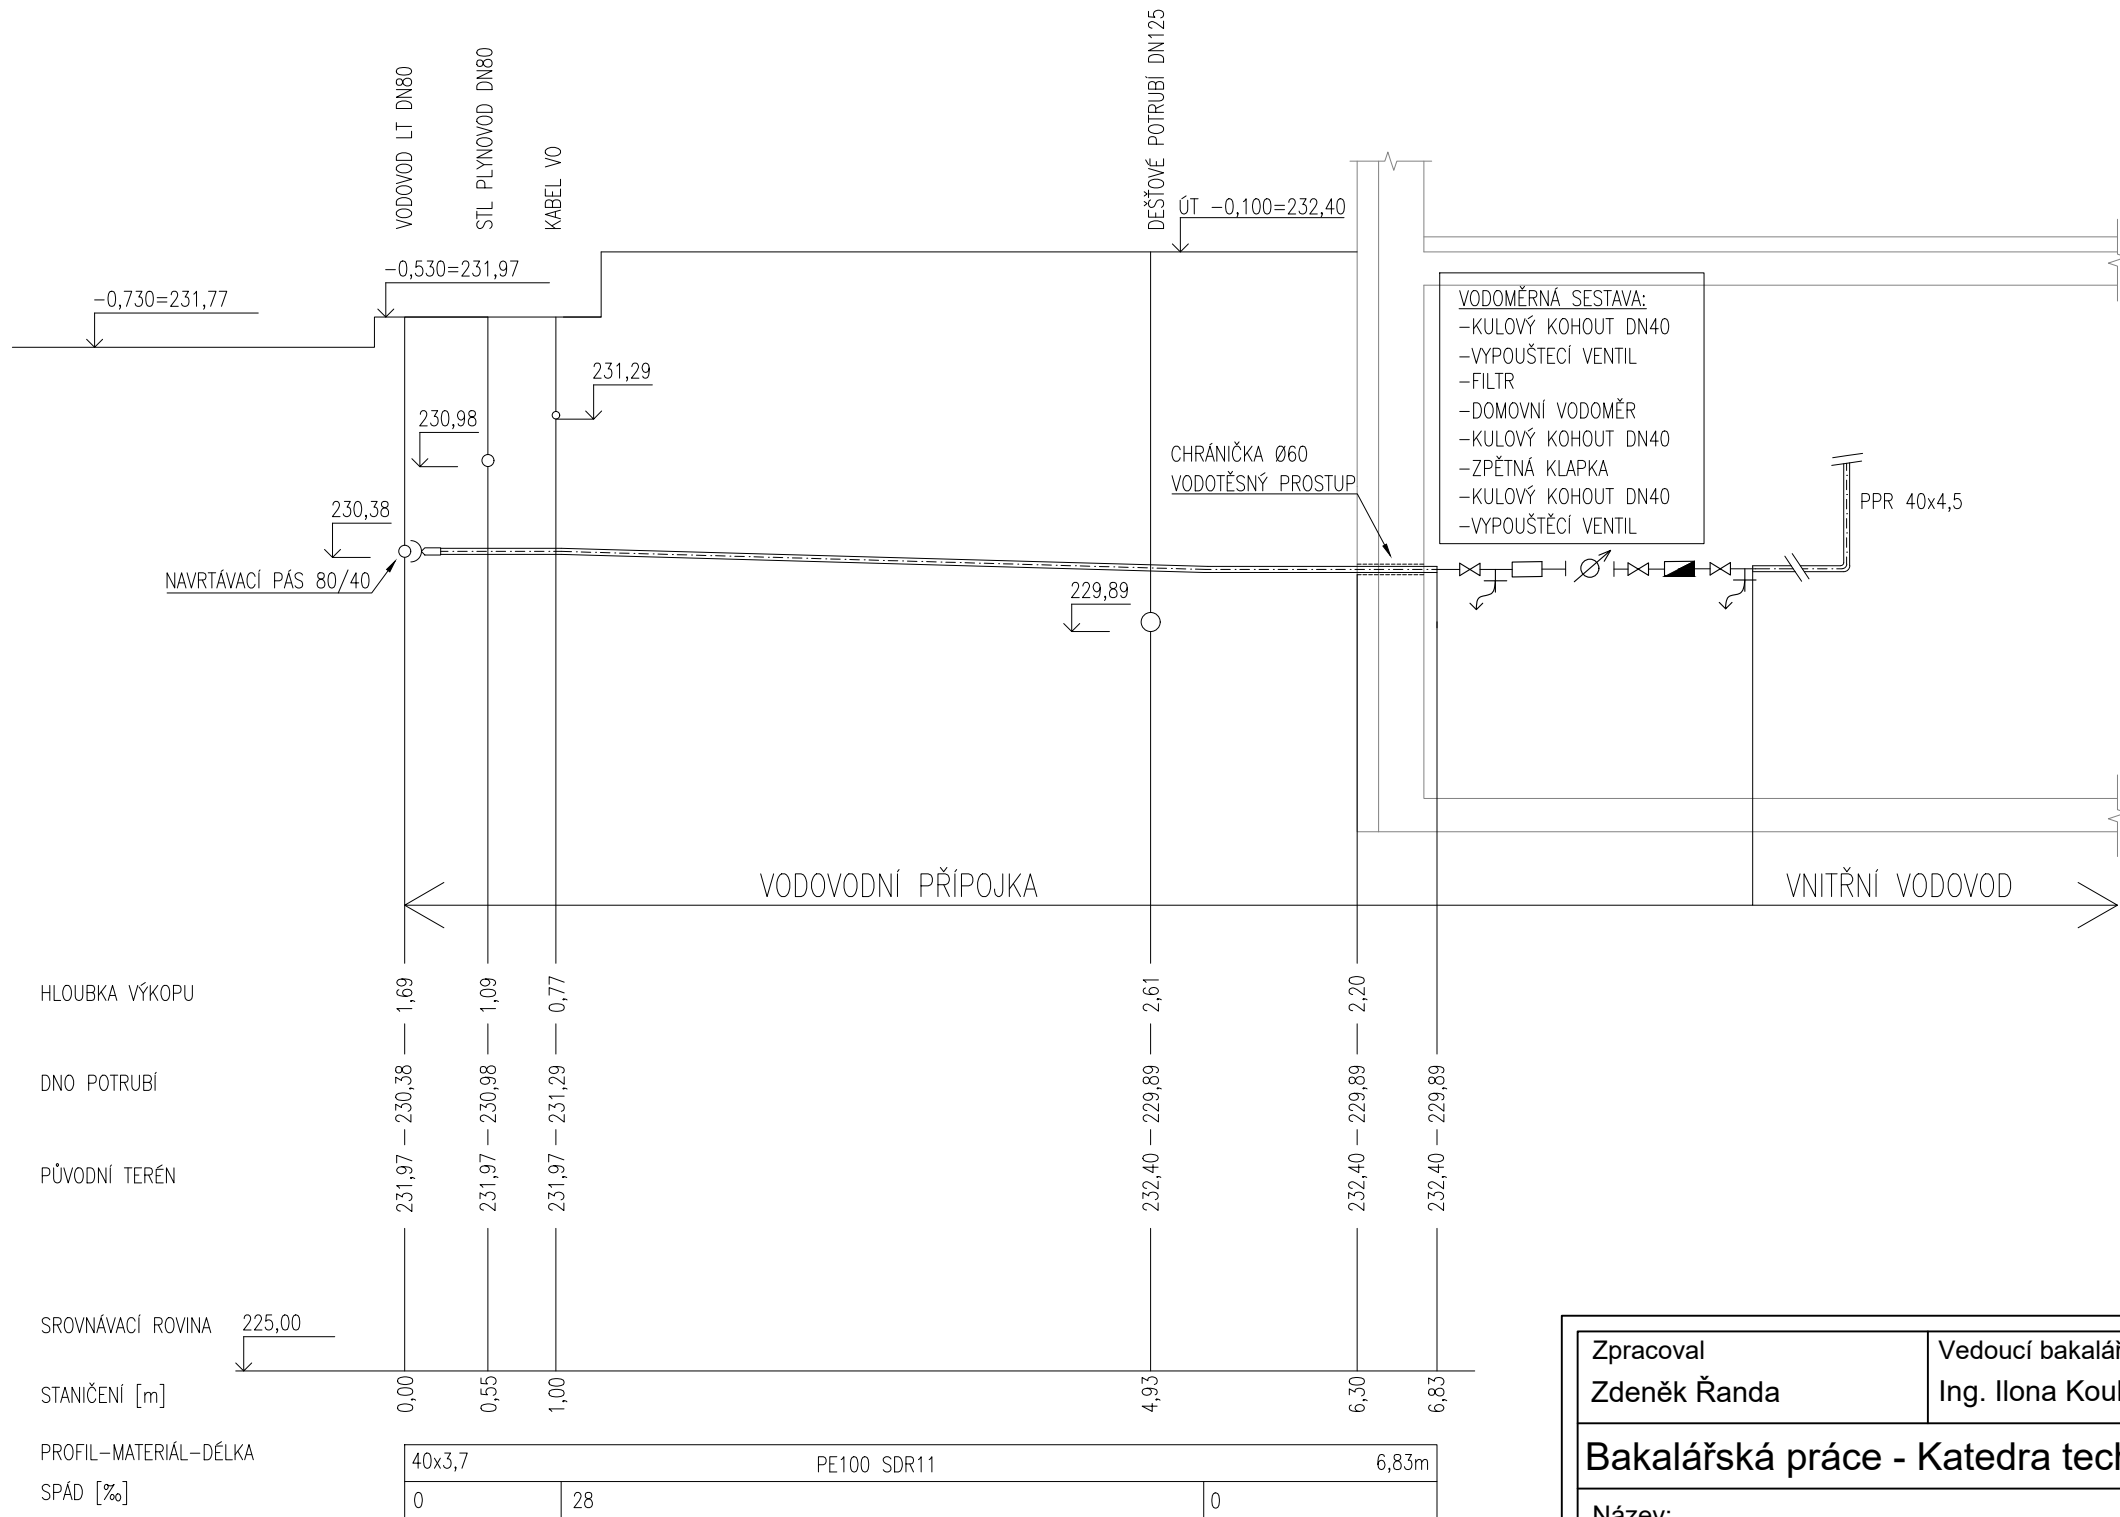 VODOVOD LT DN80
STL PLYNOVOD DN80
KABEL VO
DEŠŤOVÉ POTRUBÍ DN125
ÚT -0,100=232,40
-0,530=231,97
-0,730=231,77
VODOMĚRNÁ SESTAVA:
-KULOVÝ KOHOUT DN40
-VYPOUŠTECÍ VENTIL
-FILTR
-DOMOVNÍ VODOMĚR
-KULOVÝ KOHOUT DN40
-ZPĚTNÁ KLAPKA
-KULOVÝ KOHOUT DN40
-VYPOUŠTĚCÍ VENTIL
231,29
230,98
CHRÁNIČKA Ø60
VODOTĚSNÝ PROSTUP
PPR 40x4,5
230,38
NAVRTÁVACÍ PÁS 80/40
229,89
VODOVODNÍ PŘÍPOJKA
VNITŘNÍ VODOVOD
HLOUBKA VÝKOPU 1,69 1,09 0,77 2,61 2,20
DNO POTRUBÍ 230,38 230,98 231,29 229,89 229,89 229,89
PŮVODNÍ TERÉN 231,97 231,97 231,97 232,40 232,40 232,40
SROVNÁVACÍ ROVINA 225,00
STANIČENÍ [m] 0,00 0,55 1,00 4,93 6,30 6,83
PROFIL-MATERIÁL-DÉLKA 40x3,7 PE100 SDR11 6,83m
SPÁD [‰] 0 28 0
Zpracoval
Zdeněk Řanda
Vedoucí bakalář
Ing. Ilona Koul
Bakalářská práce - Katedra tech
Název: